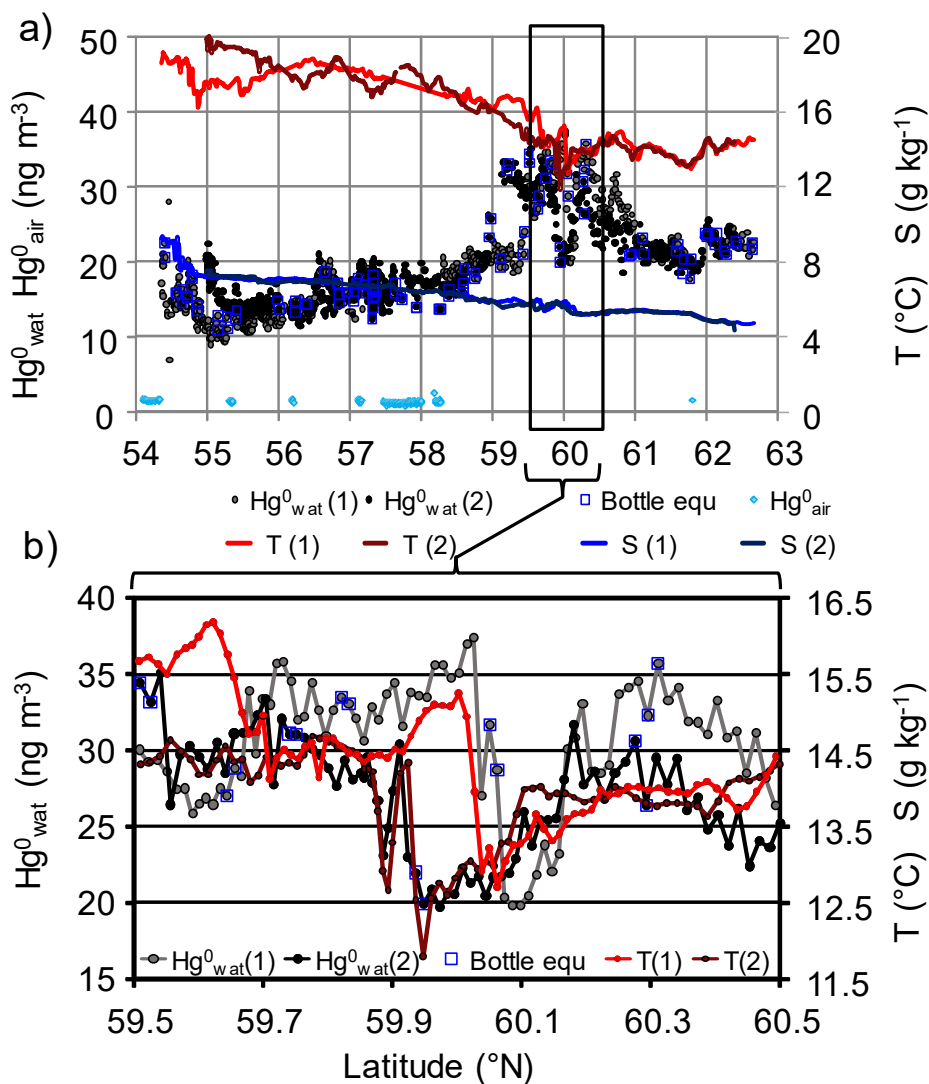 a)
50
40
30
20
10
0
Hg⁰wat Hg⁰air (ng m⁻³)
20
16
12
8
4
0
T (°C) S (g kg⁻¹)
54 55 56 57 58 59 60 61 62 63
Hg⁰wat(1) Hg⁰wat(2) Bottle equ Hg⁰air
T (1) T (2) S (1) S (2)
b)
40
35
30
25
20
15
Hg⁰wat (ng m⁻³)
16.5
15.5
14.5
13.5
12.5
11.5
T (°C) S (g kg⁻¹)
Hg⁰wat(1) Hg⁰wat(2) Bottle equ T(1) T(2)
59.5 59.7 59.9 60.1 60.3 60.5
Latitude (°N)